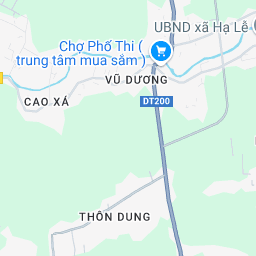 UBND xã Hạ Lễ
Chợ Phố Thi (
trung tâm mua sắm )
VŨ DƯƠNG
CAO XÁ
DT200
THÔN DUNG